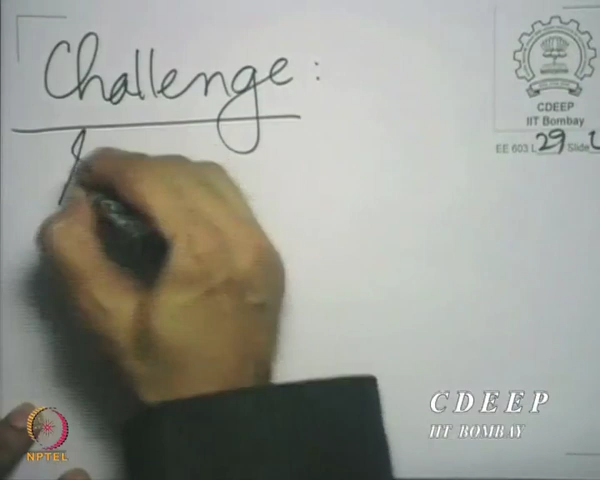 Challenge:
CDEEP
IIT Bombay
EE 603 L 29 Slide
CDEEP
IIT BOMBAY
NPTEL